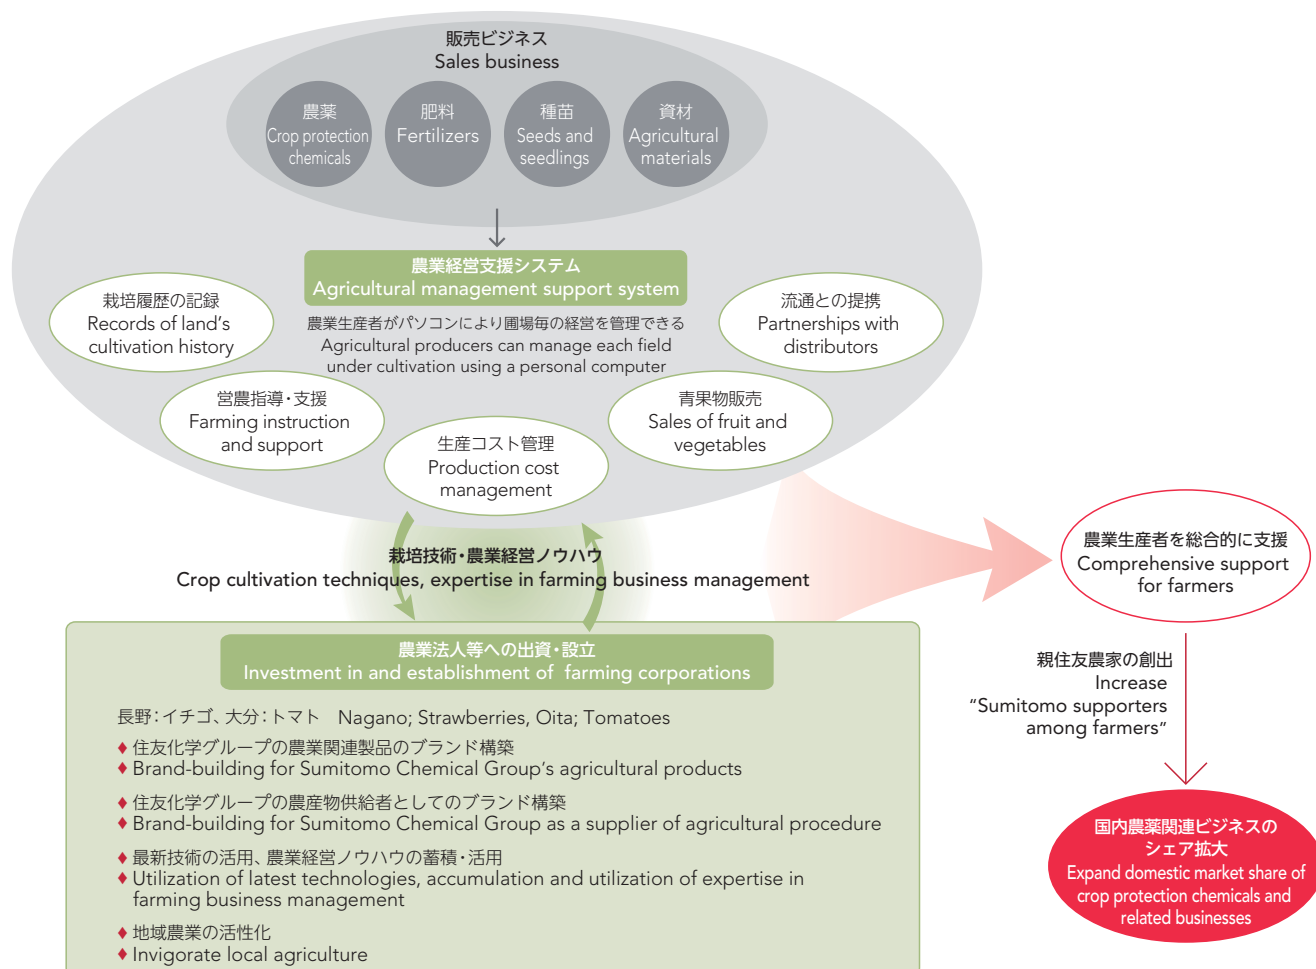 販売ビジネス
Sales business
農薬
Crop protection
chemicals
肥料
Fertilizers
種苗
Seeds and
seedlings
資材
Agricultural
materials
農業経営支援システム
Agricultural management support system
農業生産者がパソコンにより圃場毎の経営を管理できる
Agricultural producers can manage each field
under cultivation using a personal computer
栽培履歴の記録
Records of land's
cultivation history
営農指導・支援
Farming instruction
and support
生産コスト管理
Production cost
management
青果物販売
Sales of fruit and
vegetables
流通との提携
Partnerships with
distributors
栽培技術・農業経営ノウハウ
Crop cultivation techniques, expertise in farming business management
農業法人等への出資・設立
Investment in and establishment of farming corporations
長野：イチゴ、大分：トマト Nagano; Strawberries, Oita; Tomatoes
♦ 住友化学グループの農業関連製品のブランド構築
♦ Brand-building for Sumitomo Chemical Group's agricultural products
♦ 住友化学グループの農産物供給者としてのブランド構築
♦ Brand-building for Sumitomo Chemical Group as a supplier of agricultural procedure
♦ 最新技術の活用、農業経営ノウハウの蓄積・活用
♦ Utilization of latest technologies, accumulation and utilization of expertise in
farming business management
♦ 地域農業の活性化
♦ Invigorate local agriculture
農業生産者を総合的に支援
Comprehensive support
for farmers
親住友農家の創出
Increase
“Sumitomo supporters
among farmers”
国内農薬関連ビジネスの
シェア拡大
Expand domestic market share of
crop protection chemicals and
related businesses